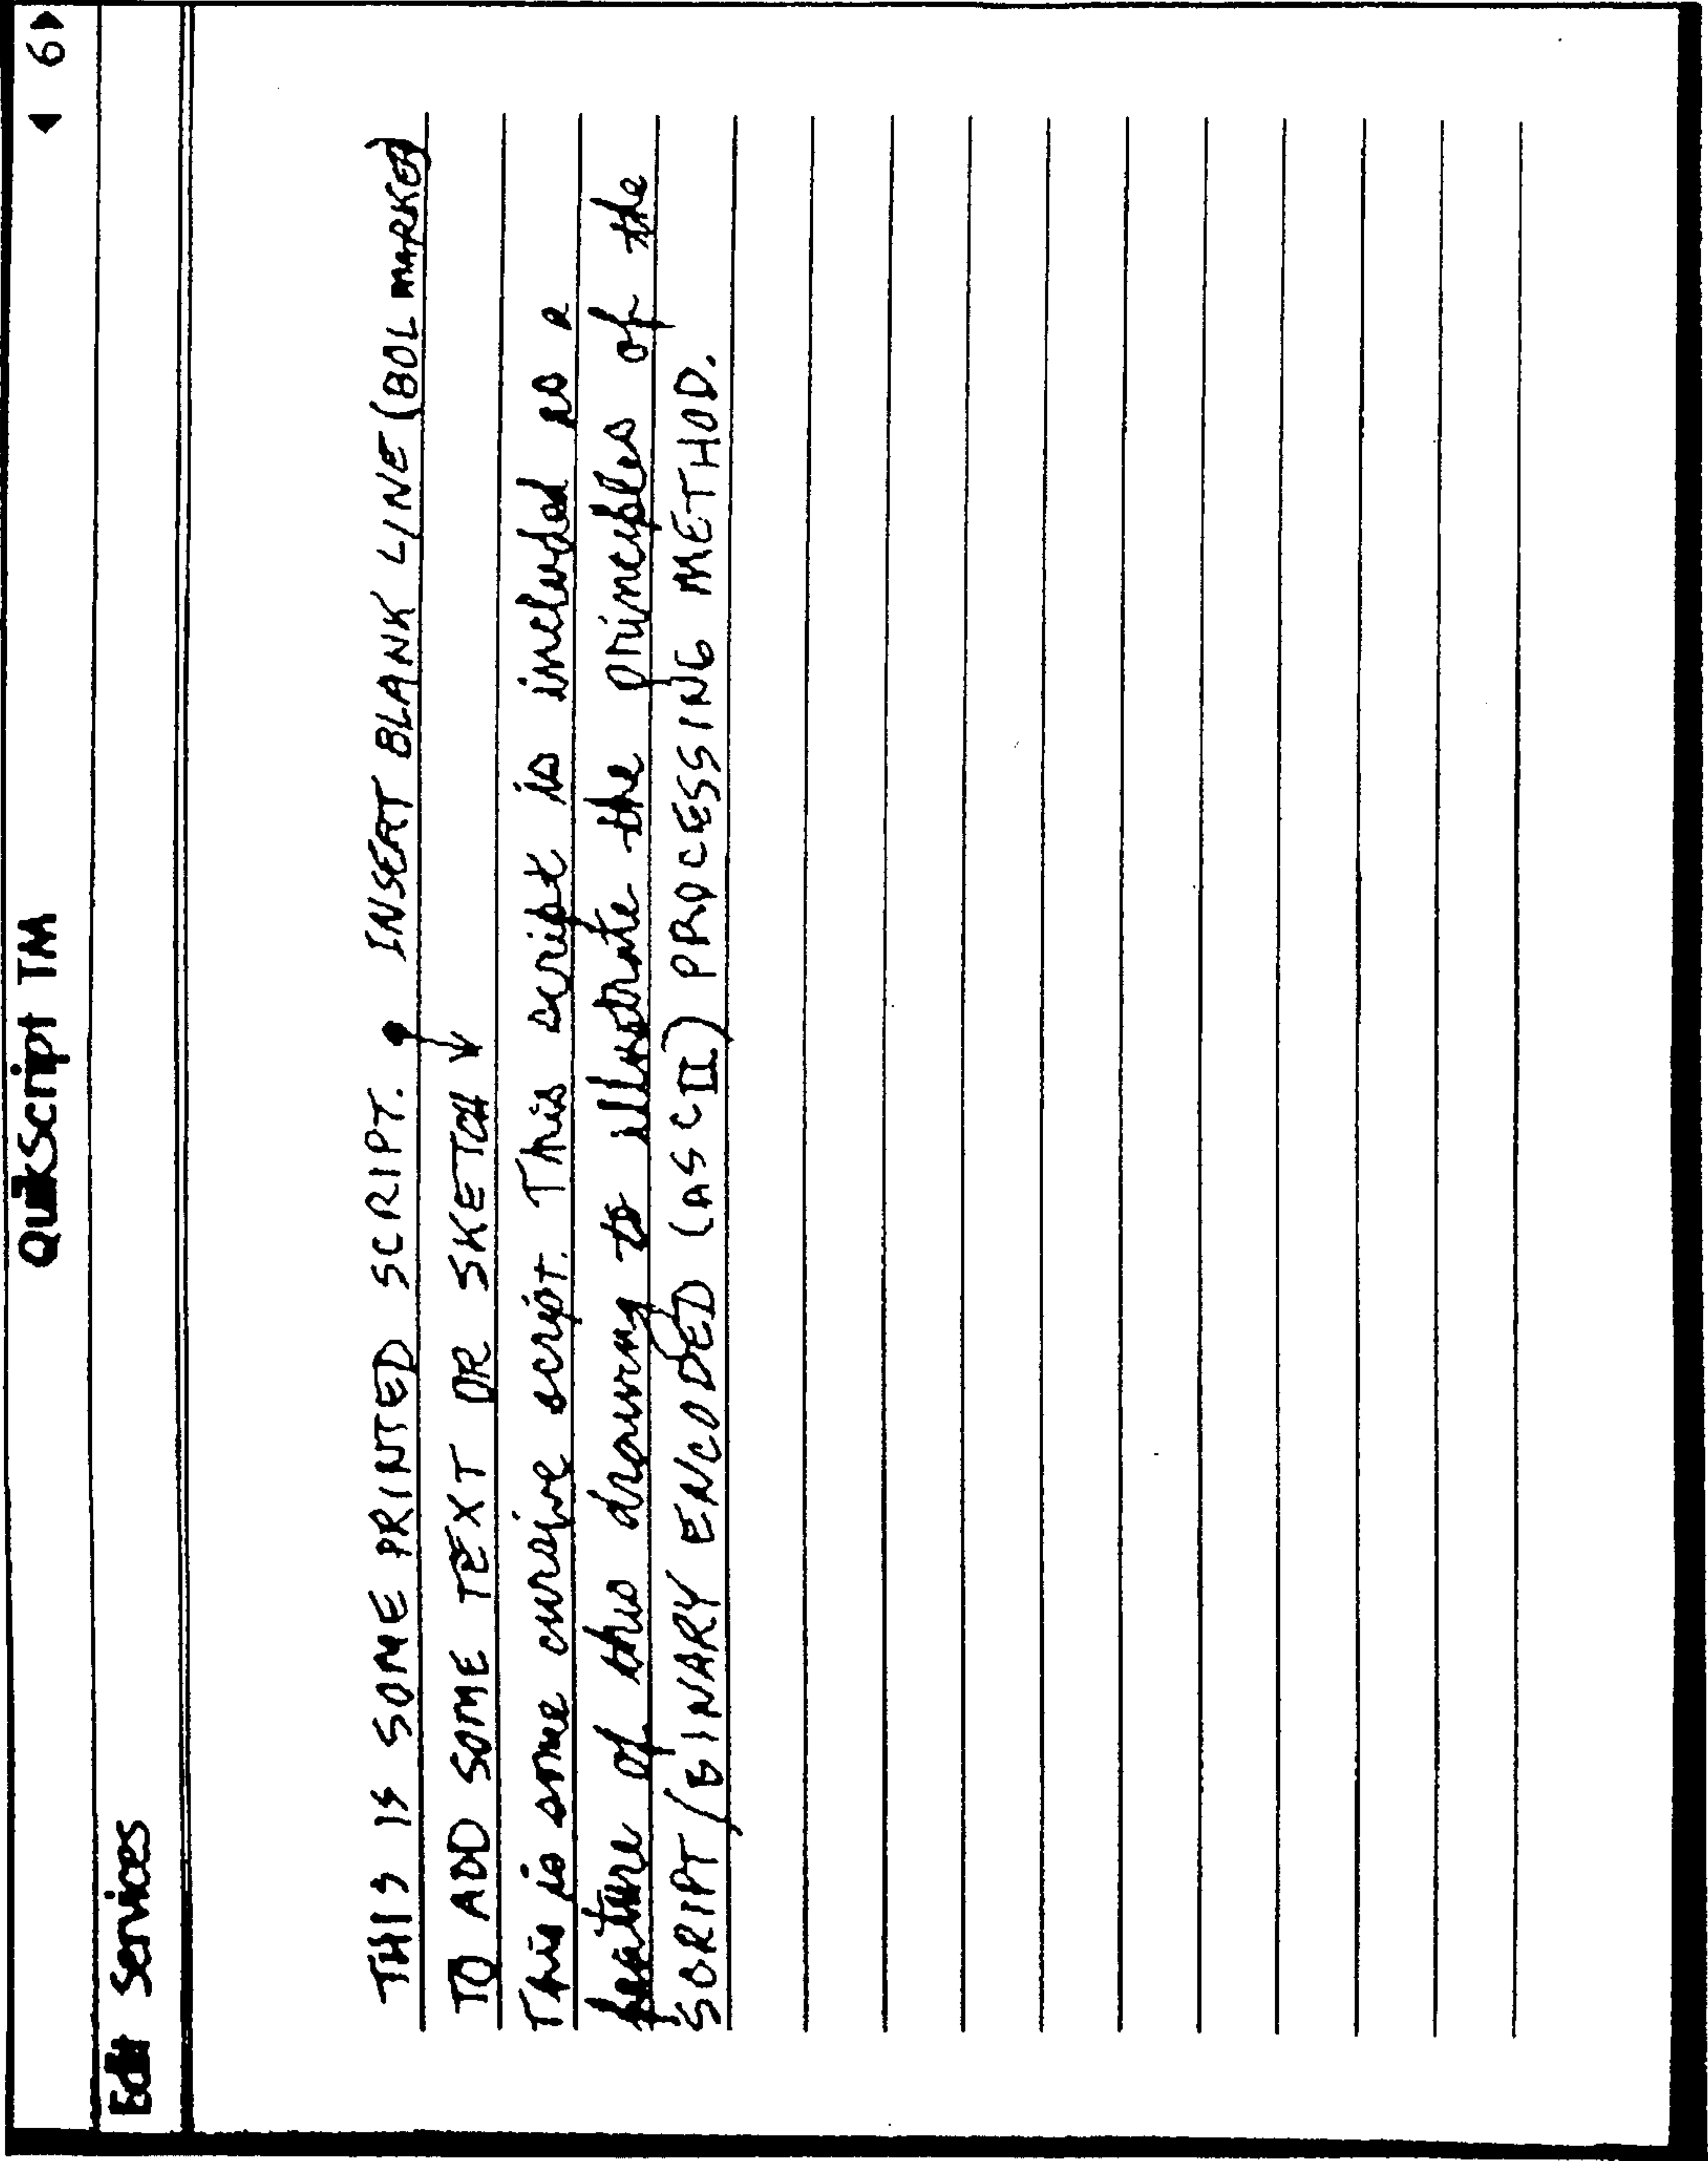 QuikScript TM ◀ 6 ▶
Edit Services
THIS IS SOME PRINTED SCRIPT. INSERT BLANK LINE (BOL MARKED)
TO ADD SOME TEXT OR SKETCH
This is some cursive script. This script is included as a
feature of this drawing to illustrate the principles of the
SCRIPT/BINARY ENCODED (ASCII) PROCESSING METHOD.